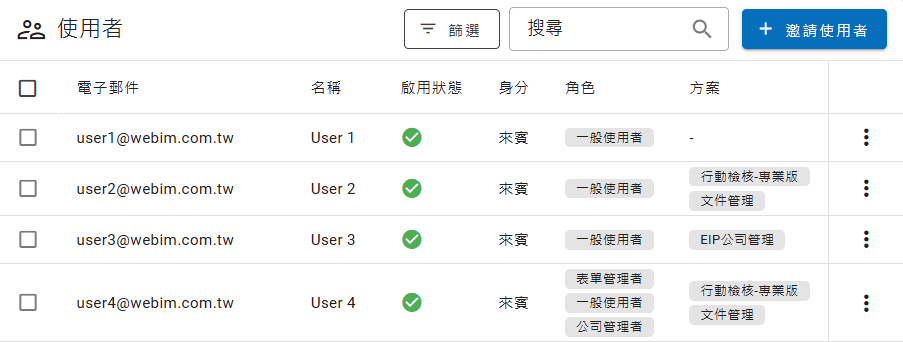 使用者 篩選 搜尋 邀請使用者
電子郵件 名稱 啟用狀態 身分 角色 方案
user1@webim.com.tw User 1 來賓 一般使用者 -
user2@webim.com.tw User 2 來賓 一般使用者 行動檢核-專業版
文件管理
user3@webim.com.tw User 3 來賓 一般使用者 EIP公司管理
user4@webim.com.tw User 4 來賓 表單管理者
一般使用者
公司管理者
行動檢核-專業版
文件管理